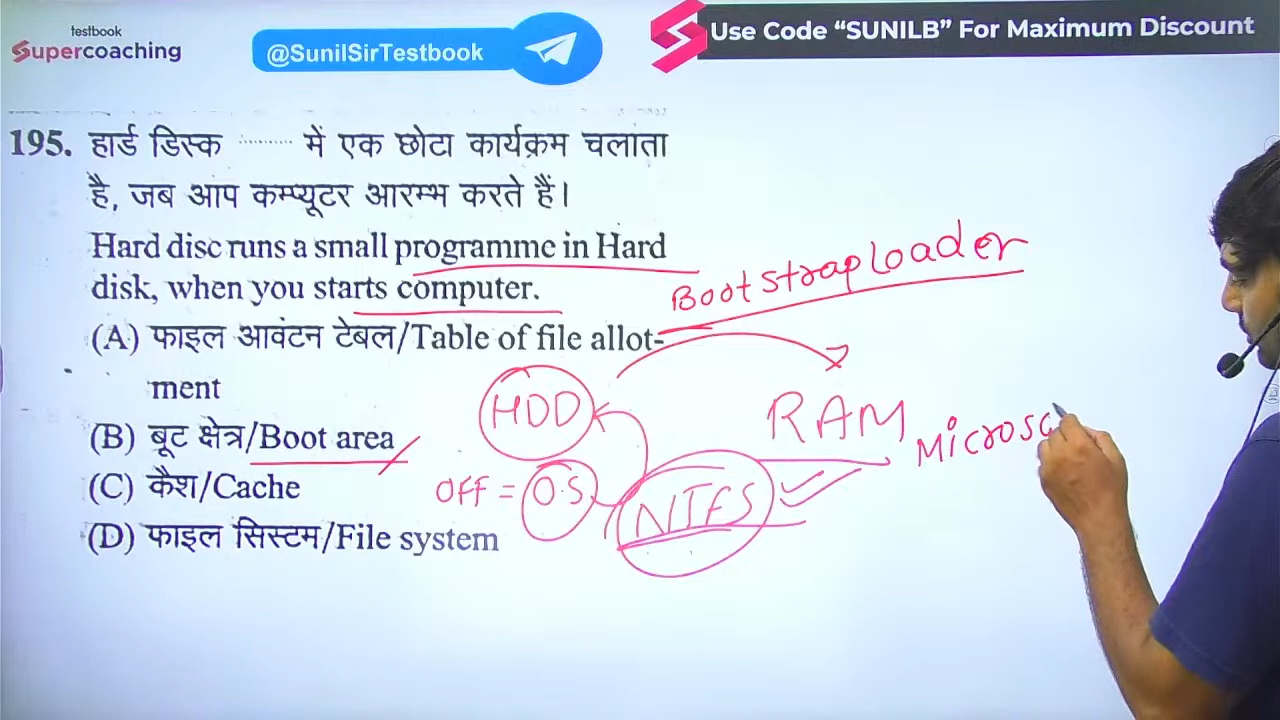 testbook
Supercoaching
@SunilSirTestbook
Use Code “SUNILB” For Maximum Discount
195. हार्ड डिस्क ......... में एक छोटा कार्यक्रम चलाता
है, जब आप कम्प्यूटर आरम्भ करते हैं।
Hard disc runs a small programme in Hard
disk, when you starts computer.
Bootstrap Loader
(A) फाइल आवंटन टेबल/Table of file allot-
ment
HDD
RAM
(B) बूट क्षेत्र/Boot area
Microso
(C) कैश/Cache
OFF = O.S
NTFS
(D) फाइल सिस्टम/File system